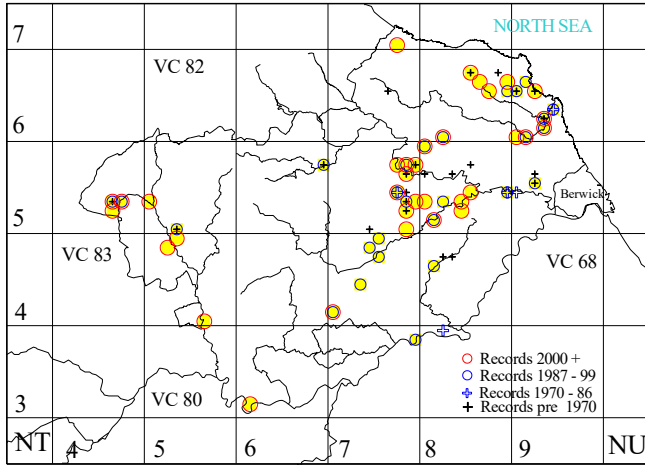 NORTH SEA
7
VC 82
6
Berwick
5
VC 83
VC 68
4
Records 2000 +
Records 1987 - 99
Records 1970 - 86
VC 80
Records pre 1970
3
NT 4 5 6 7 8 9 NU